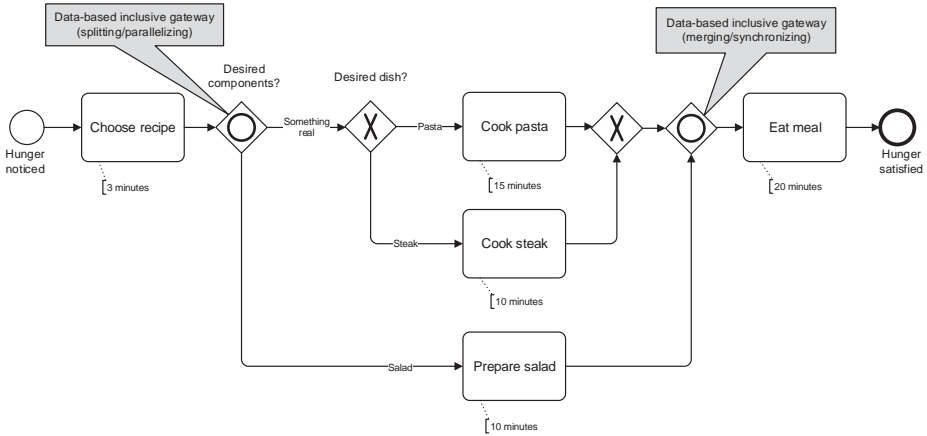 Data-based inclusive gateway
(splitting/parallelizing)
Data-based inclusive gateway
(merging/synchronizing)
Desired
components?
Desired dish?
Hunger
noticed
Choose recipe
3 minutes
Something
real
Pasta
Cook pasta
15 minutes
Eat meal
20 minutes
Hunger
satisfied
Steak
Cook steak
10 minutes
Salad
Prepare salad
10 minutes